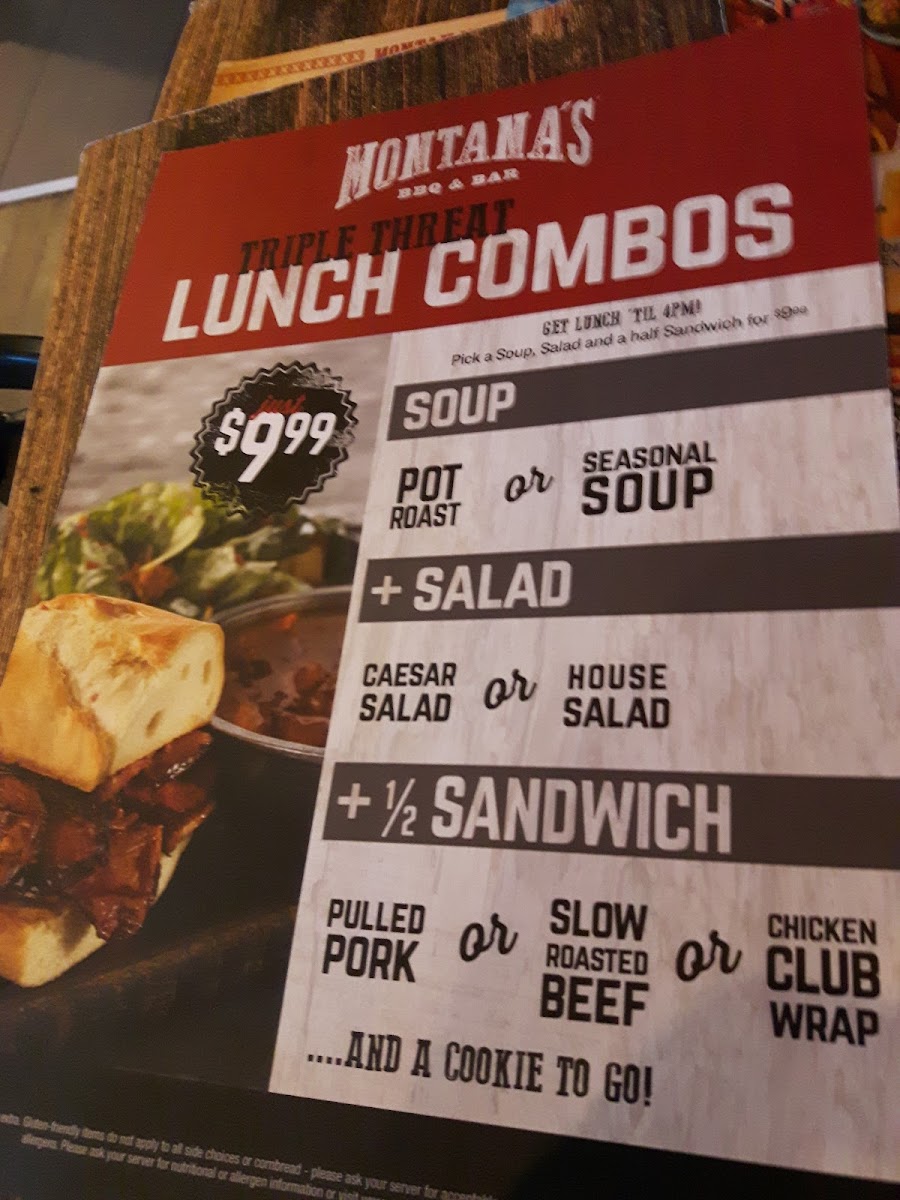 MONTANA'S
BBQ & BAR
TRIPLE THREAT
LUNCH COMBOS
GET LUNCH 'TIL 4PM!
Pick a Soup, Salad and a half Sandwich for $9.99
just
$9.99
SOUP
POT ROAST or SEASONAL SOUP
+ SALAD
CAESAR SALAD or HOUSE SALAD
+ ½ SANDWICH
PULLED PORK or SLOW ROASTED BEEF or CHICKEN CLUB WRAP
....AND A COOKIE TO GO!
extra. Gluten-friendly items do not apply to all side choices or cornbread - please ask your server for
allergens. Please ask your server for nutritional or allergen information or visit